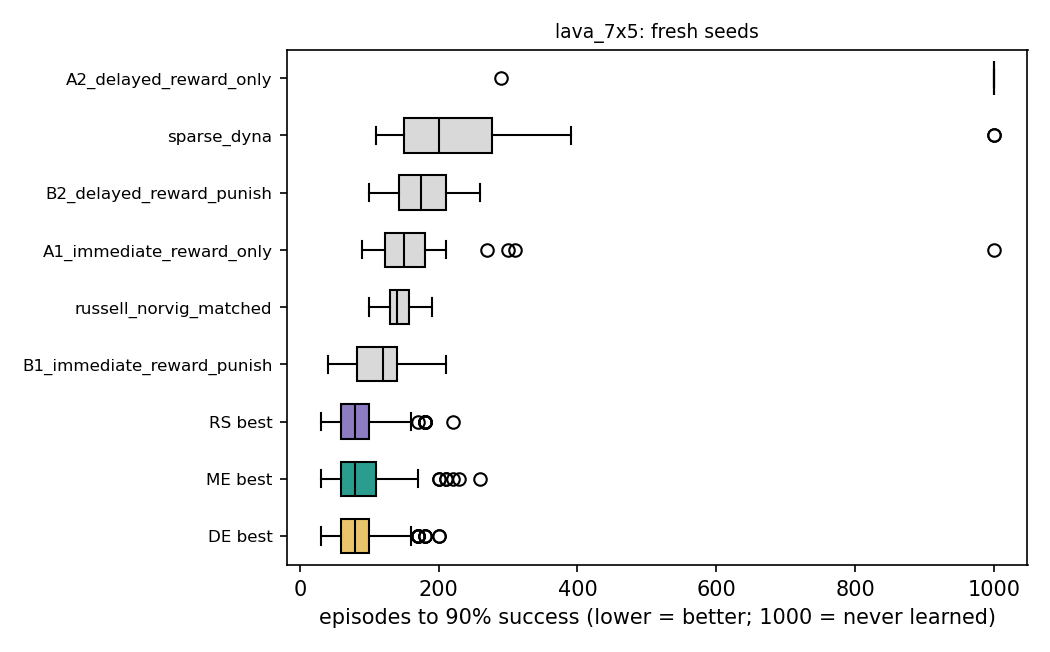 lava_7x5: fresh seeds
A2_delayed_reward_only
sparse_dyna
B2_delayed_reward_punish
A1_immediate_reward_only
russell_norvig_matched
B1_immediate_reward_punish
RS best
ME best
DE best
0 200 400 600 800 1000
episodes to 90% success (lower = better; 1000 = never learned)